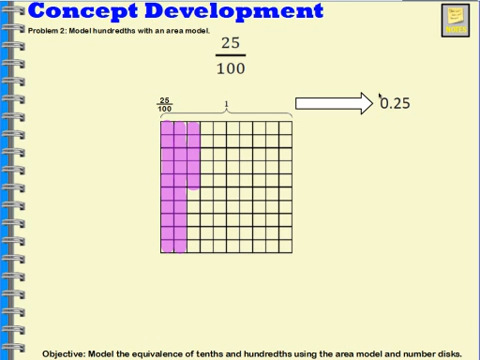 Concept Development
Problem 2: Model hundredths with an area model.
25
100
25
100
1
0.25
Objective: Model the equivalence of tenths and hundredths using the area model and number disks.